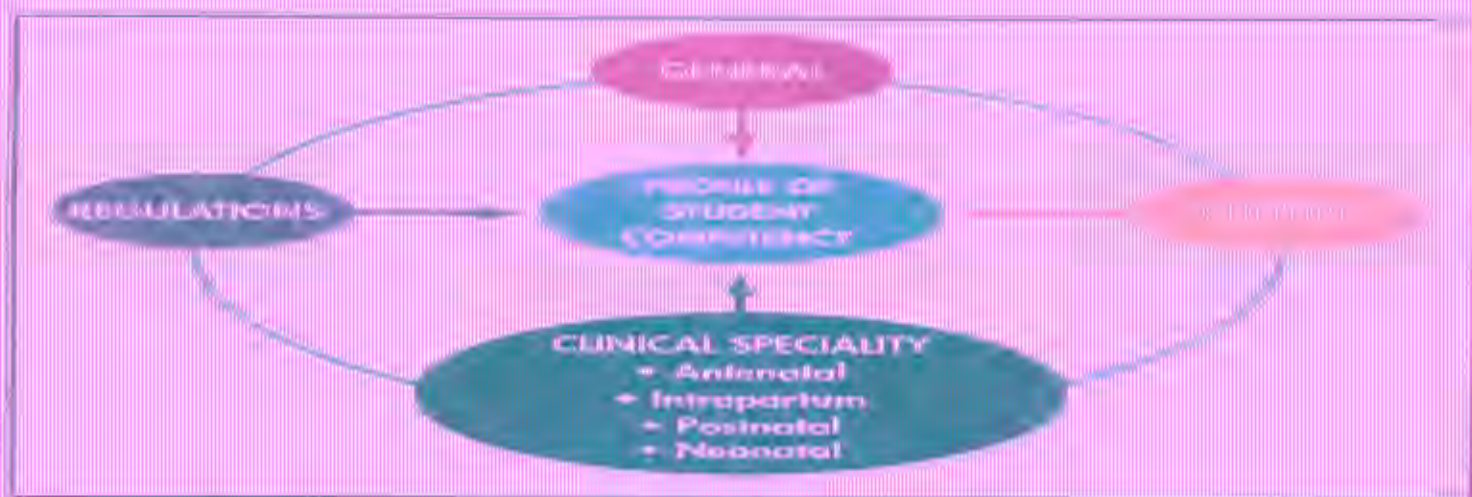 GENERAL
REGULATIONS
PROFILE OF
STUDENT
COMPETENCY
CLINICAL SPECIALITY
• Antenatal
• Intrapartum
• Postnatal
• Neonatal